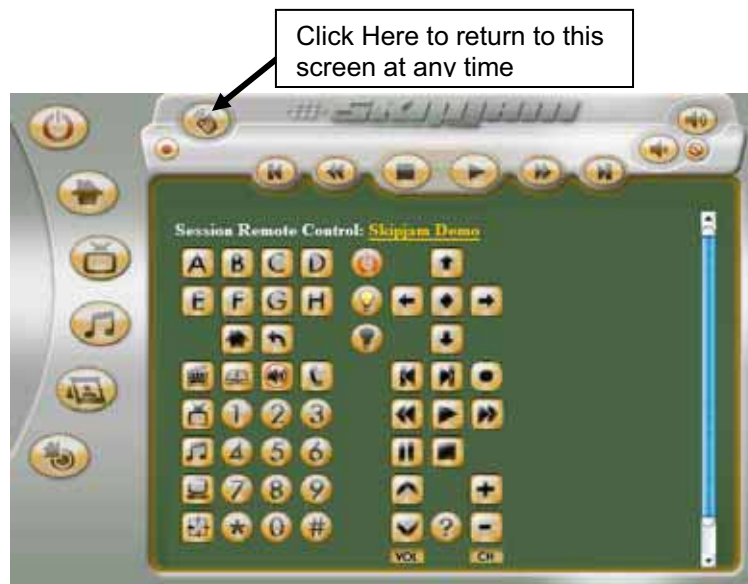 Click Here to return to this
screen at any time
Skipjam
Session Remote Control: Skipjam Demo
A B C D
E F G H
1 2 3
4 5 6
7 8 9
* 0 #
?
VOL CH